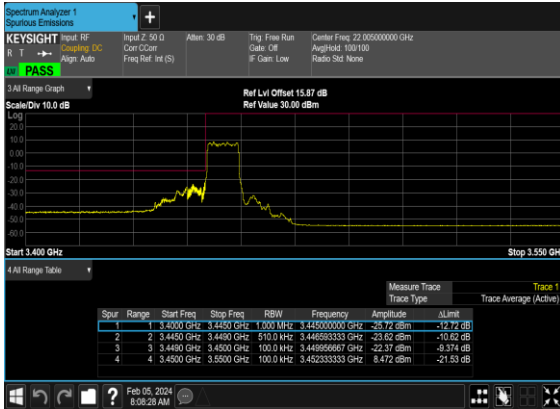 Spectrum Analyzer 1
Spurious Emissions
+
KEYSIGHT Input: RF Input Z: 50 Ω Atten: 30 dB Trig: Free Run Center Freq: 22.005000000 GHz
R T Coupling: DC Corr CCorr Gate: Off Avg|Hold: 100/100
Align: Auto Freq Ref: Int (S) IF Gain: Low Radio Std: None
PASS
3 All Range Graph
Ref Lvl Offset 15.87 dB
Scale/Div 10.0 dB Ref Value 30.00 dBm
Log
20.0
10.0
0.00
-10.0
-20.0
-30.0
-40.0
-50.0
-60.0
Start 3.400 GHz Stop 3.550 GH
4 All Range Table
Measure Trace Trace 1
Trace Type Trace Average (Active)
Spur Range Start Freq Stop Freq RBW Frequency Amplitude ΔLimit
1 1 3.4000 GHz 3.4450 GHz 1.000 MHz 3.445000000 GHz -25.72 dBm -12.72 dB
2 2 3.4450 GHz 3.4490 GHz 510.0 kHz 3.446593333 GHz -23.62 dBm -10.62 dB
3 3 3.4490 GHz 3.4500 GHz 100.0 kHz 3.449956667 GHz -22.37 dBm -9.374 dB
4 4 3.4500 GHz 3.5500 GHz 100.0 kHz 3.452333333 GHz 8.472 dBm -21.53 dB
Feb 05, 2024
8:08:28 AM